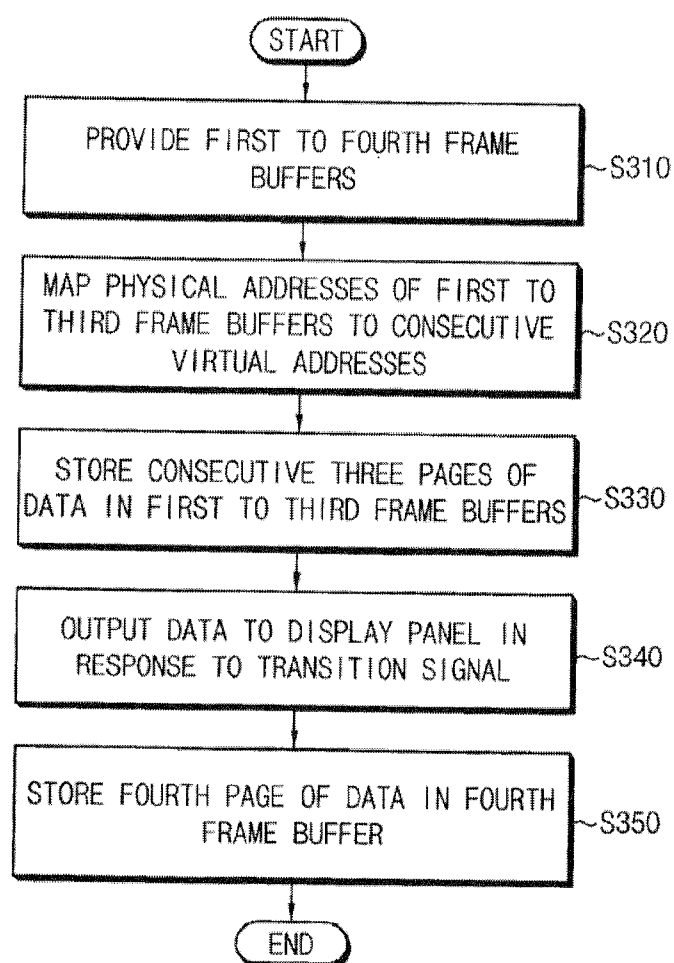 START
PROVIDE FIRST TO FOURTH FRAME
BUFFERS
S310
MAP PHYSICAL ADDRESSES OF FIRST TO
THIRD FRAME BUFFERS TO CONSECUTIVE
VIRTUAL ADDRESSES
S320
STORE CONSECUTIVE THREE PAGES OF
DATA IN FIRST TO THIRD FRAME BUFFERS
S330
OUTPUT DATA TO DISPLAY PANEL IN
RESPONSE TO TRANSITION SIGNAL
S340
STORE FOURTH PAGE OF DATA IN FOURTH
FRAME BUFFER
S350
END